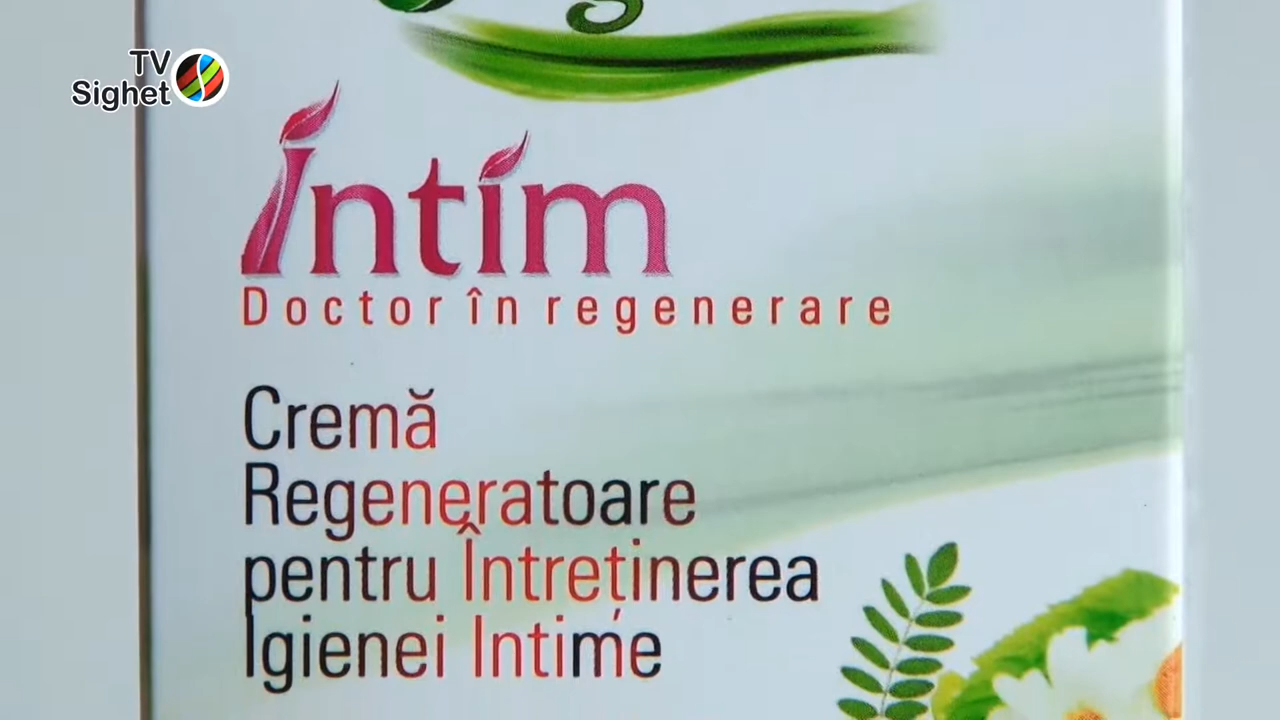 TV
Sighet
Intim
Doctor în regenerare
Cremă
Regeneratoare
pentru Întreținerea
Igienei Intime